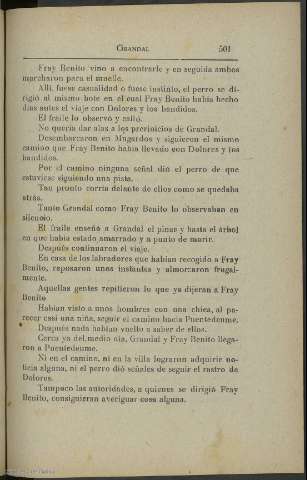 GRANDAL 501
Fray Benito vino a encontrarle y en seguida ambos
marcharon para el muelle.
Allí, fuese casualidad o fuese instinto, el perro se di-
rigió al mismo bote en el cual Fray Benito había hecho
días antes el viaje con Dolores y los bandidos.
El fraile lo observó y calló.
No quería dar alas a los perjuicios de Grandal.
Desembarcaron en Mugardos y siguieron el mismo
camino que Fray Benito había llevado con Dolores y los
bandidos.
Por el camino ninguna señal dió el perro de que
estuviese siguiendo una pista.
Tan pronto corría delante de ellos como se quedaba
atrás.
Tanto Grandal como Fray Benito lo observaban en
silencio.
El fraile enseñó a Grandal el pinar y hasta el árbol
en que había estado amarrado y a punto de morir.
Después continuaron el viaje.
En casa de los labradores que habían recogido a Fray
Benito, reposaron unos instantes y almorzaron frugal-
mente.
Aquellas gentes repitieron lo que ya dijeran a Fray
Benito
Habían visto a unos hombres con una chica, al pa-
recer casi una niña, seguir el camino hacia Puentedeume.
Después nada habían vuelto a saber de ellos.
Cerca ya del medio día, Grandal y Fray Benito llega-
ron a Puentedeume.
Ni en el camino, ni en la villa lograron adquirir no-
ticia alguna, ni el perro dió señales de seguir el rastro de
Dolores.
Tampoco las autoridades, a quienes se dirigió Fray
Benito, consiguieran averiguar cosa alguna.